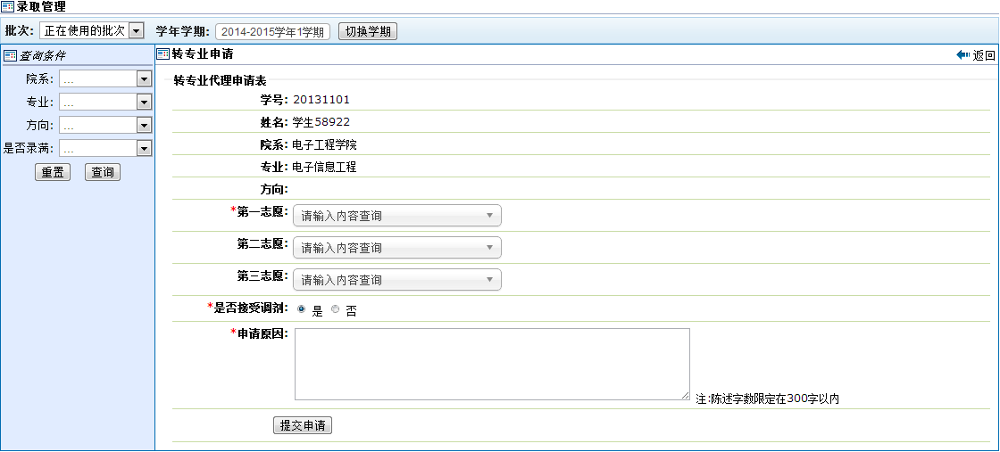 录取管理
批次: 正在使用的批次 学年学期: 2014-2015学年1学期 切换学期
查询条件
院系: ...
专业: ...
方向: ...
是否录满: ...
重置 查询
转专业申请 返回
转专业代理申请表
学号: 20131101
姓名: 学生58922
院系: 电子工程学院
专业: 电子信息工程
方向:
*第一志愿: 请输入内容查询
第二志愿: 请输入内容查询
第三志愿: 请输入内容查询
*是否接受调剂: 是 否
*申请原因:
注:陈述字数限定在300字以内
提交申请